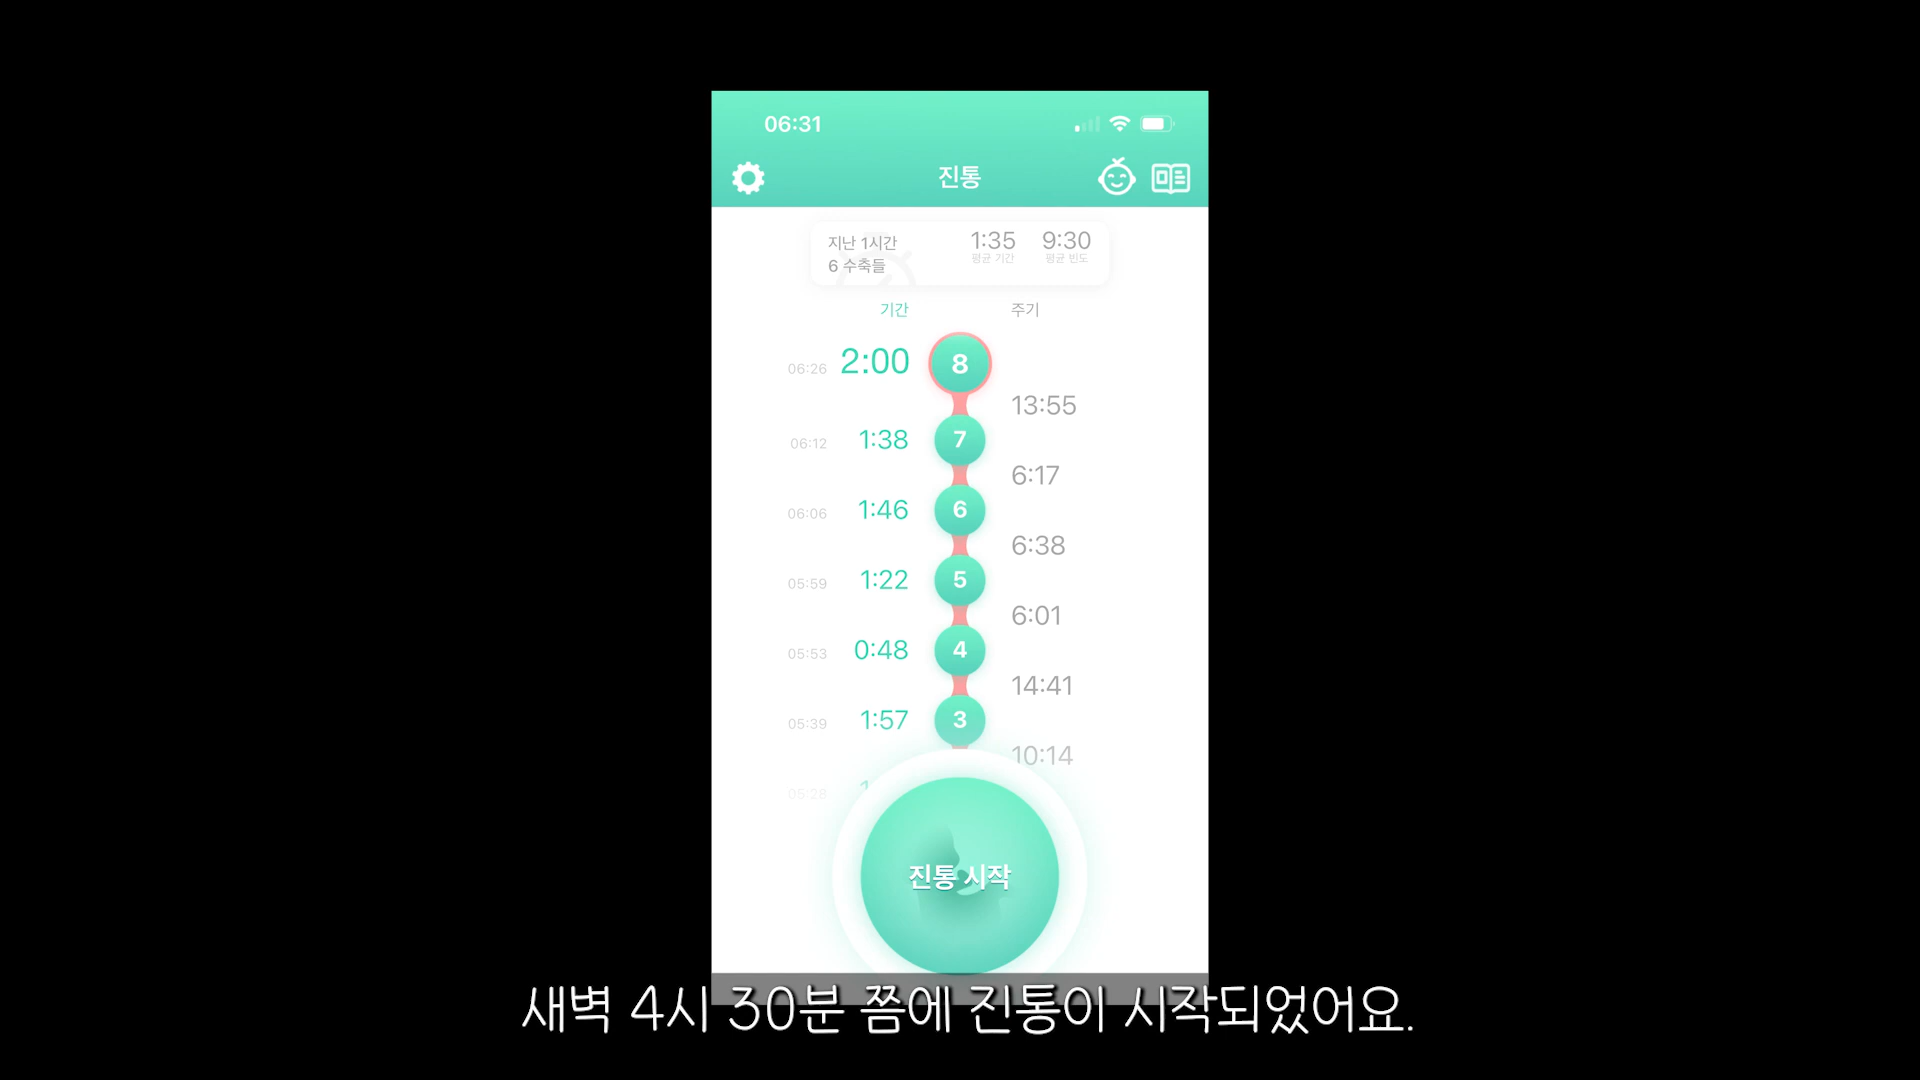 06:31
진통
지난 1시간
6 수축들
1:35
평균 기간
9:30
평균 빈도
기간
주기
06:26 2:00 8
13:55
06:12 1:38 7
6:17
06:06 1:46 6
6:38
05:59 1:22 5
6:01
05:53 0:48 4
14:41
05:39 1:57 3
10:14
05:28
진통 시작
새벽 4시 30분 쯤에 진통이 시작되었어요.